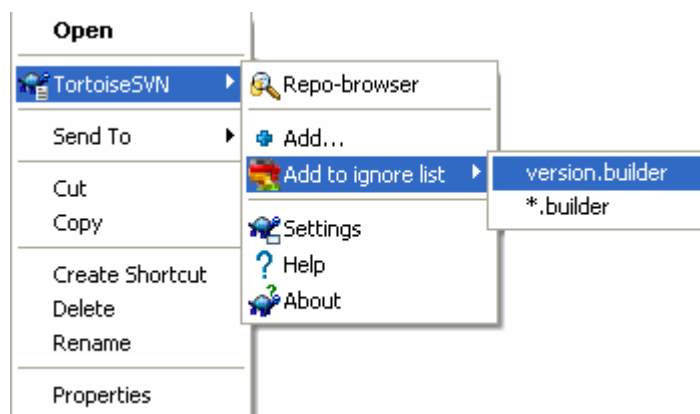 Open
TortoiseSVN
Send To
Cut
Copy
Create Shortcut
Delete
Rename
Properties
Repo-browser
Add...
Add to ignore list
Settings
Help
About
version.builder
*.builder